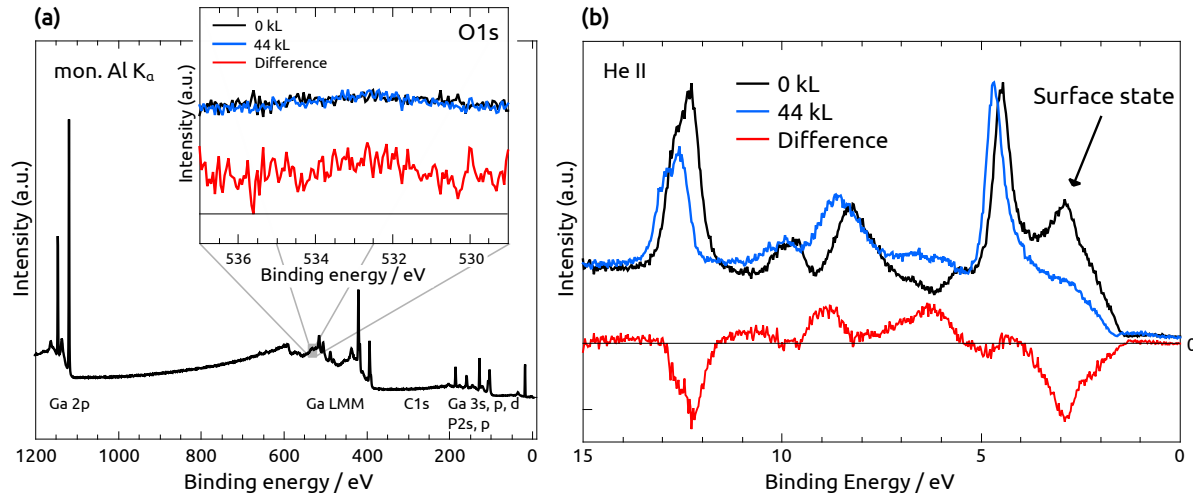 (a)
mon. Al Kα
0 kL
44 kL
Difference
O1s
Intensity (a.u.)
536 534 532 530
Binding energy / eV
Intensity (a.u.)
Ga 2p
Ga LMM
C1s
Ga 3s, p, d
P2s, p
1200 1000 800 600 400 200 0
Binding energy / eV
(b)
He II
0 kL
44 kL
Difference
Surface state
Intensity (a.u.)
0
15 10 5 0
Binding Energy / eV